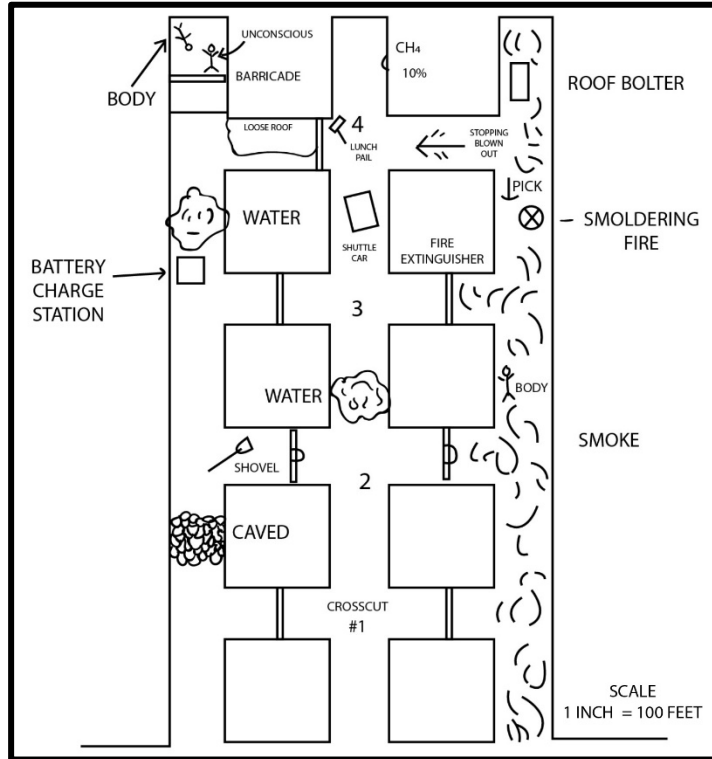 UNCONSCIOUS
BODY
BARRICADE
CH₄
10%
ROOF BOLTER
LOOSE ROOF
4
LUNCH
PAIL
STOPPING
BLOWN
OUT
PICK
WATER
SHUTTLE
CAR
FIRE
EXTINGUISHER
SMOLDERING
FIRE
BATTERY
CHARGE
STATION
3
WATER
BODY
SMOKE
SHOVEL
2
CAVED
CROSSCUT
#1
SCALE
1 INCH = 100 FEET